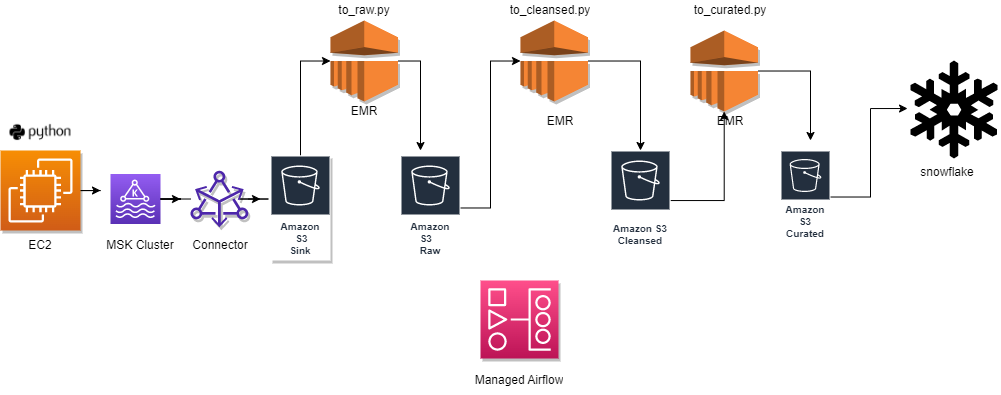 to_raw.py
to_cleansed.py
to_curated.py
EMR
EMR
EMR
python
snowflake
EC2
MSK Cluster
K
Connector
Amazon
S3
Sink
Amazon
S3
Raw
Amazon S3
Cleansed
Amazon
S3
Curated
Managed Airflow